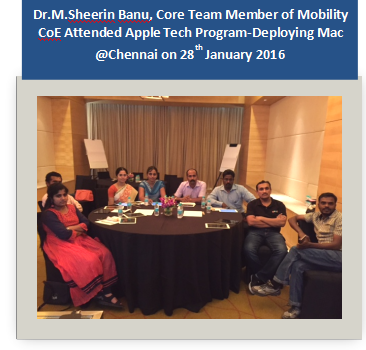 Dr.M.Sheerin Banu, Core Team Member of Mobility
CoE Attended Apple Tech Program-Deploying Mac
@Chennai on 28th January 2016